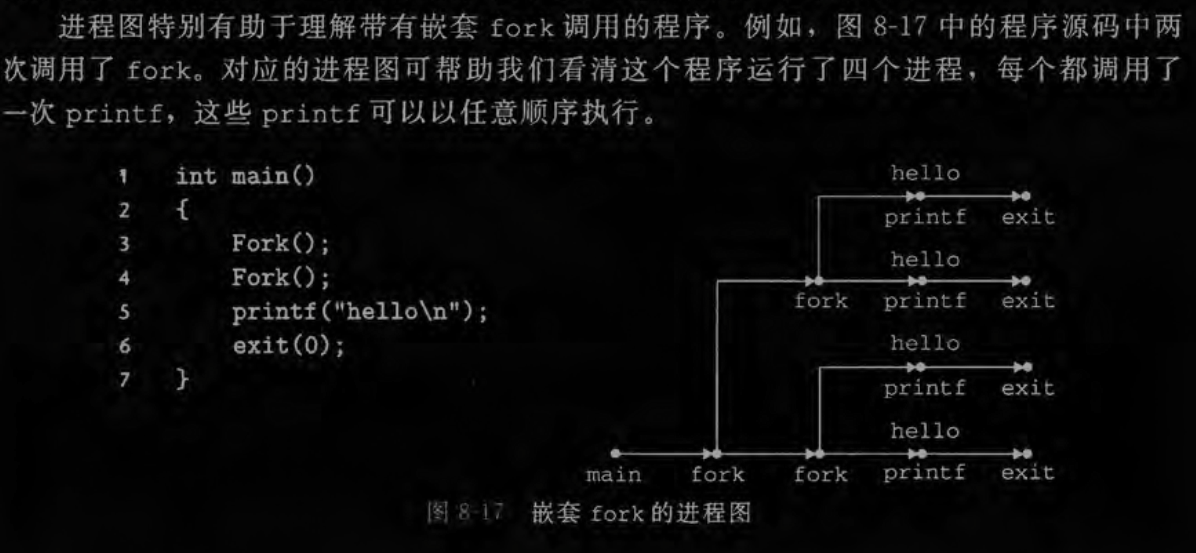 进程图特别有助于理解带有嵌套 fork 调用的程序。例如，图 8-17 中的程序源码中两
次调用了 fork。对应的进程图可帮助我们看清这个程序运行了四个进程，每个都调用了
一次 printf，这些 printf 可以以任意顺序执行。
1 int main()
2 {
3 Fork();
4 Fork();
5 printf("hello\n");
6 exit(0);
7 }
hello
printf exit
hello
fork printf exit
hello
printf exit
hello
main fork fork printf exit
图 8-17 嵌套 fork 的进程图